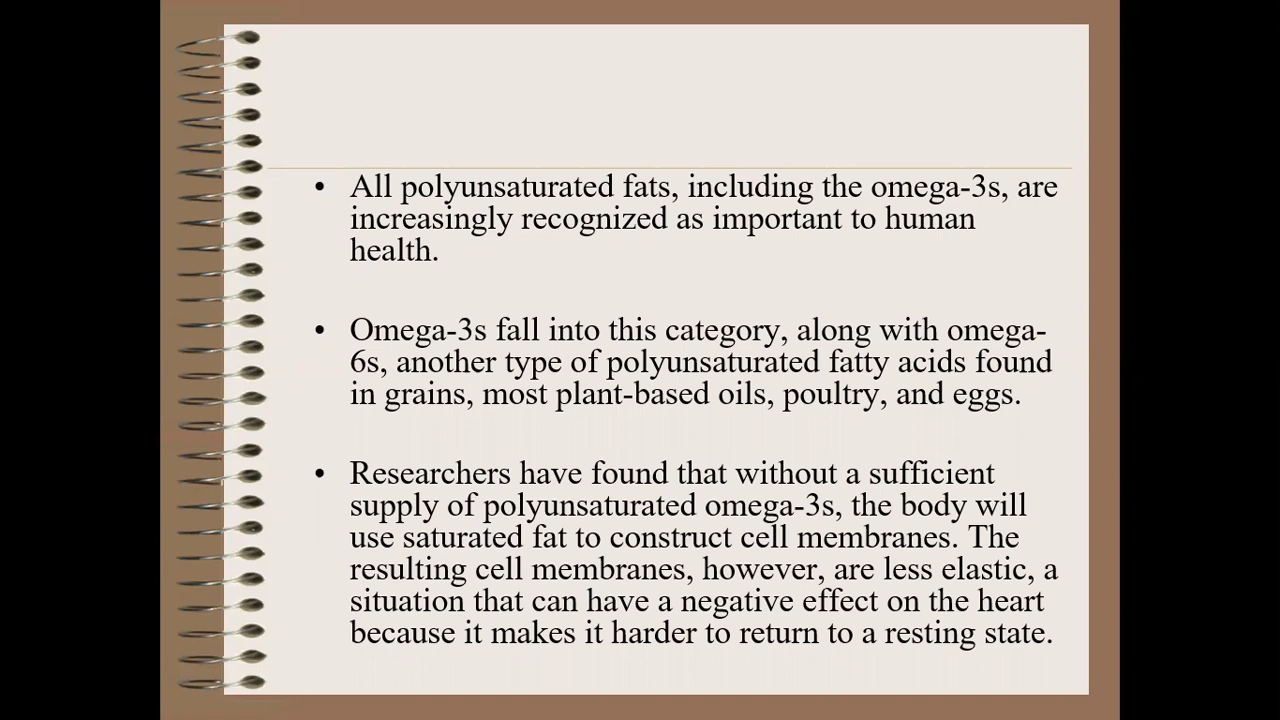 • All polyunsaturated fats, including the omega-3s, are
increasingly recognized as important to human
health.
• Omega-3s fall into this category, along with omega-
6s, another type of polyunsaturated fatty acids found
in grains, most plant-based oils, poultry, and eggs.
• Researchers have found that without a sufficient
supply of polyunsaturated omega-3s, the body will
use saturated fat to construct cell membranes. The
resulting cell membranes, however, are less elastic, a
situation that can have a negative effect on the heart
because it makes it harder to return to a resting state.